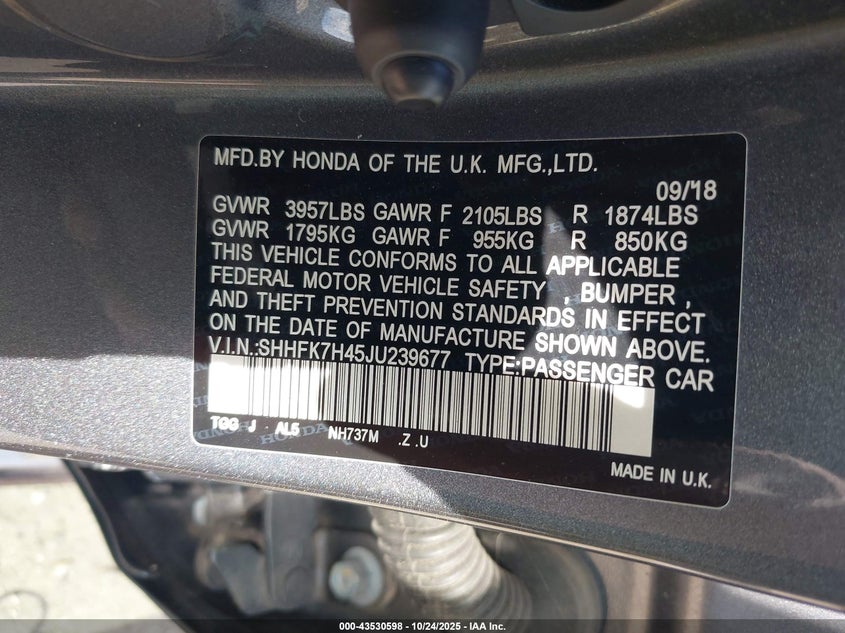 MFD.BY HONDA OF THE U.K. MFG.,LTD.
09/18
GVWR 3957LBS GAWR F 2105LBS R 1874LBS
GVWR 1795KG GAWR F 955KG R 850KG
THIS VEHICLE CONFORMS TO ALL APPLICABLE
FEDERAL MOTOR VEHICLE SAFETY , BUMPER ,
AND THEFT PREVENTION STANDARDS IN EFFECT
ON THE DATE OF MANUFACTURE SHOWN ABOVE.
V.I.N.:SHHFK7H45JU239677 TYPE:PASSENGER CAR
TGG J AL5 NH737M .Z .U
MADE IN U.K.
000-43530598 - 10/24/2025 - IAA Inc.